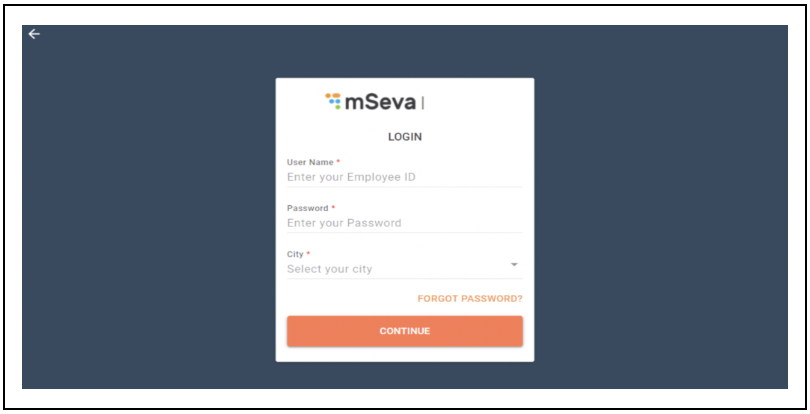 mSeva |
LOGIN
User Name *
Enter your Employee ID
Password *
Enter your Password
City *
Select your city
FORGOT PASSWORD?
CONTINUE